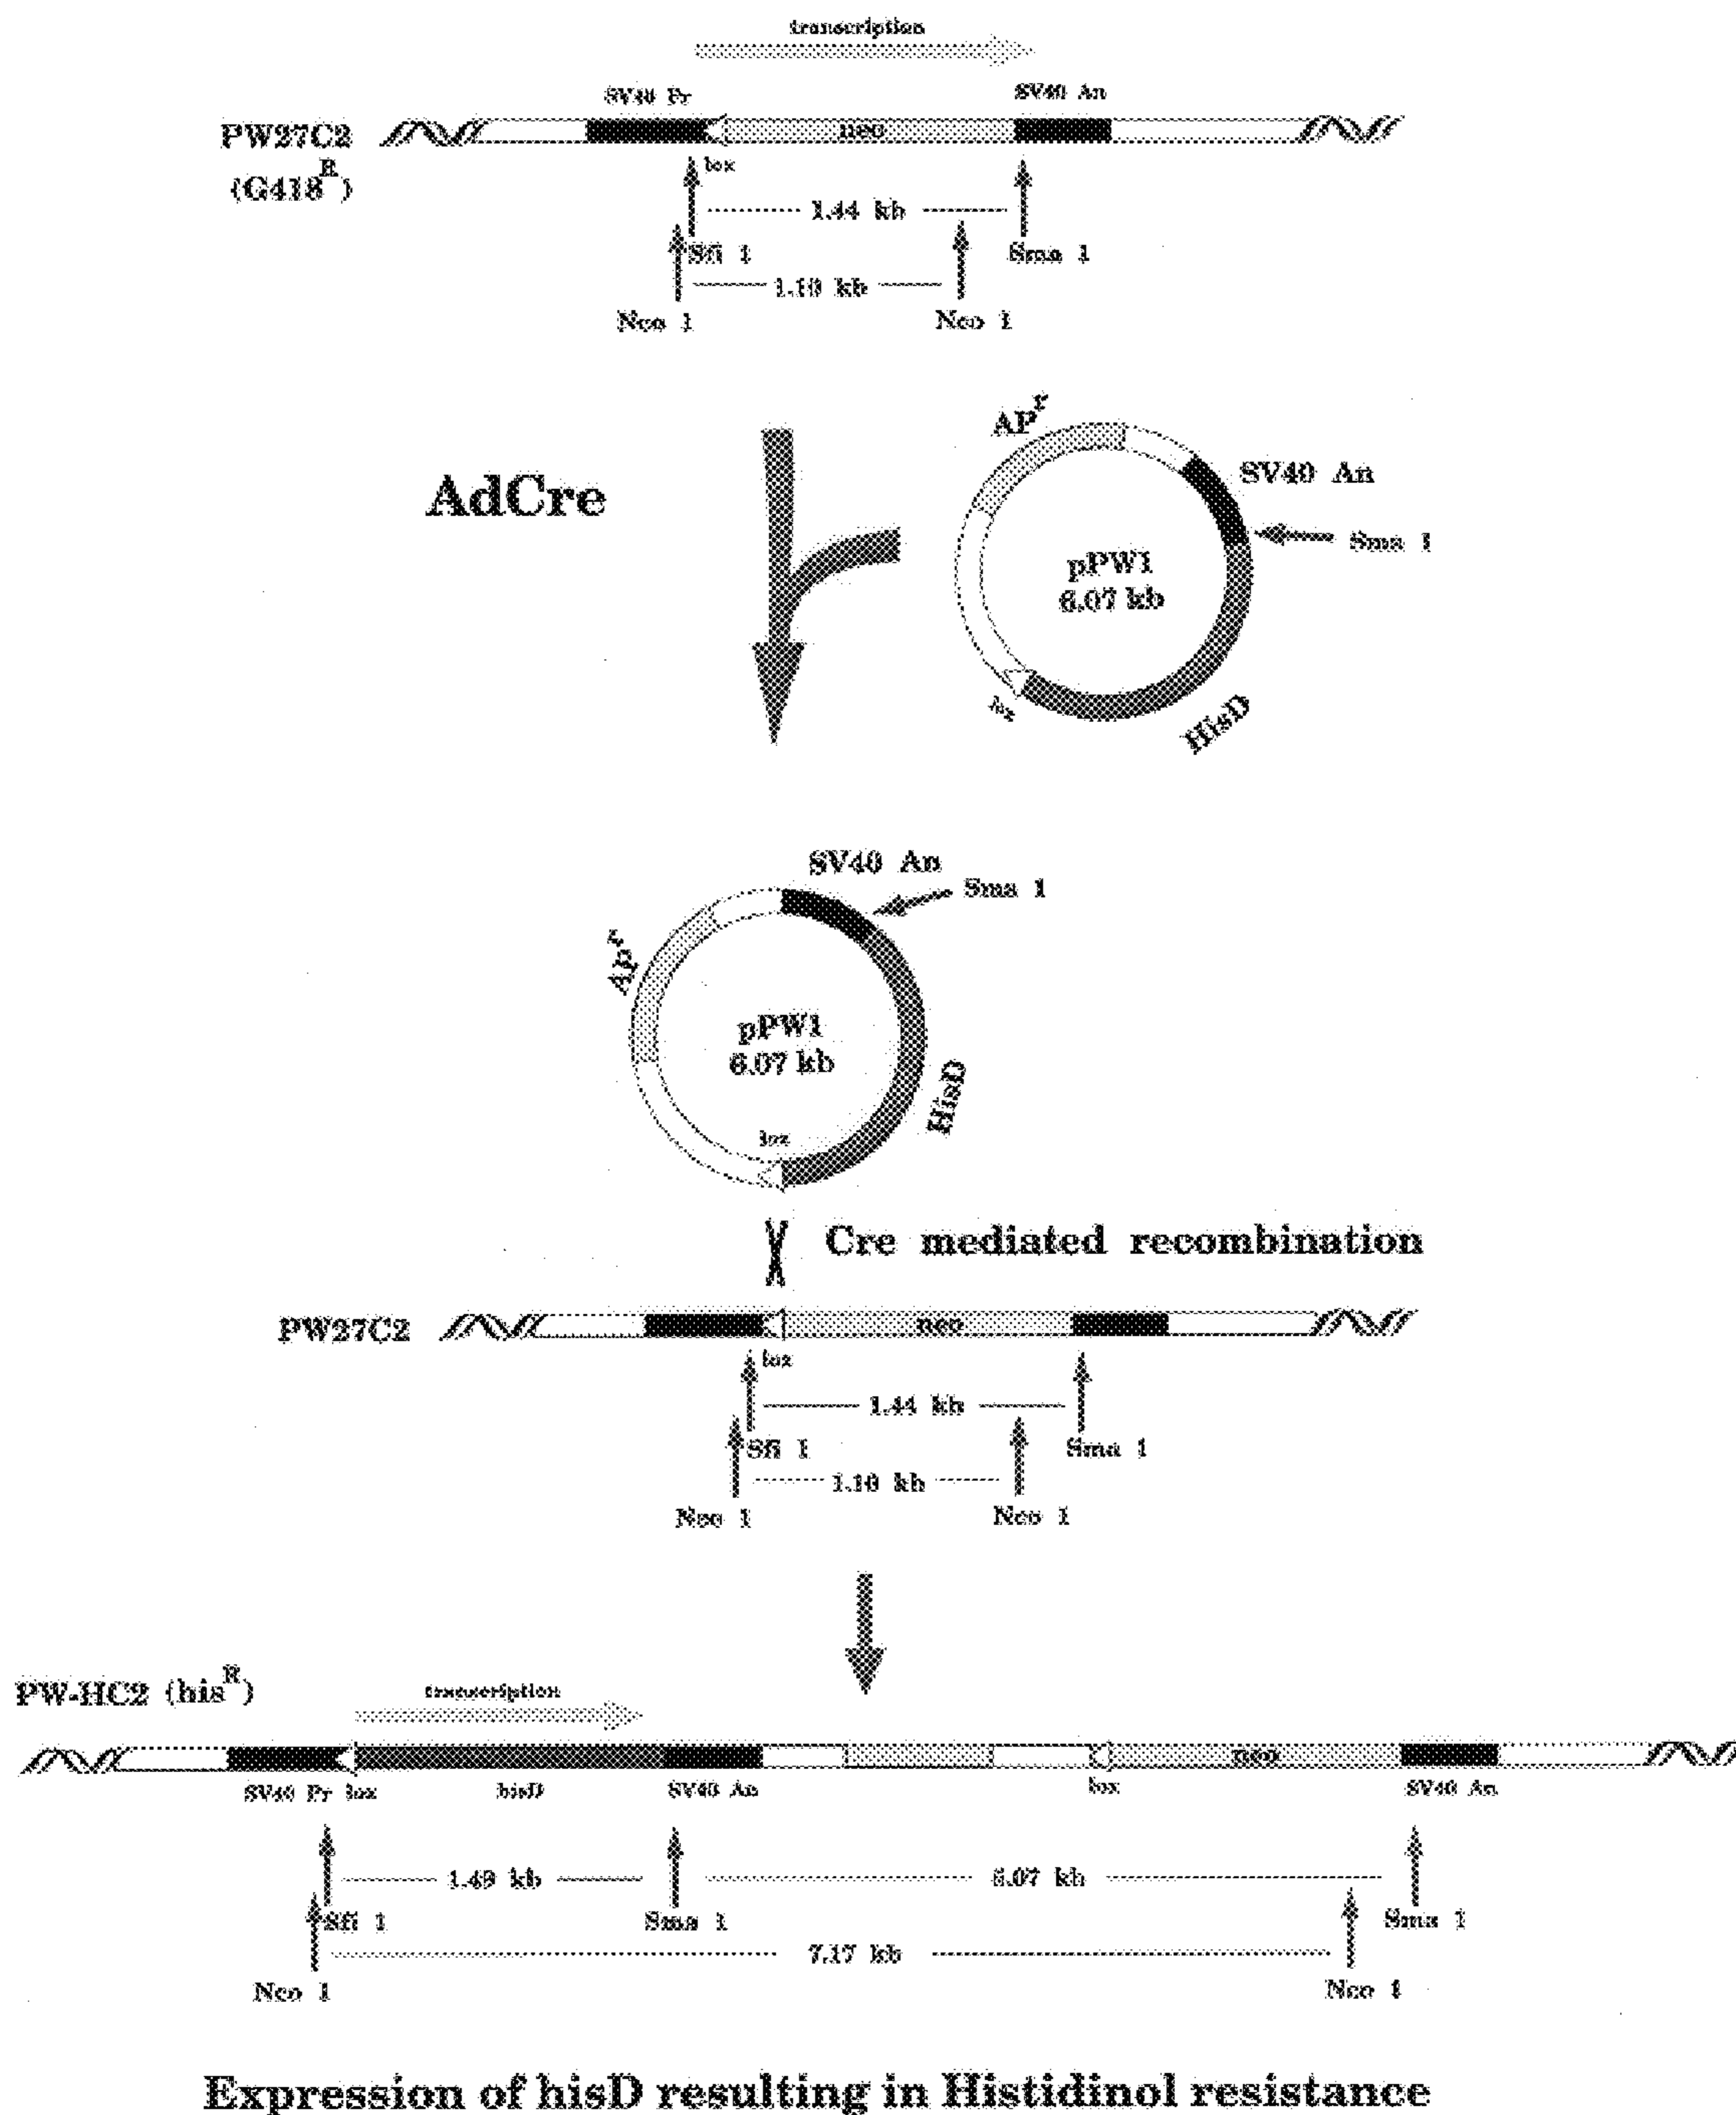 transcription
SV40 Pr
SV40 An
PW27C2
neo
(G418R)
lox
1.44 kb
Sfi 1
Sma 1
1.10 kb
Nco 1
Nco 1
APr
SV40 An
AdCre
Sma 1
pPW1
6.07 kb
lox
HisD
SV40 An
Sma 1
Apr
pPW1
6.07 kb
HisD
lox
Cre mediated recombination
PW27C2
neo
lox
1.44 kb
Sfi 1
Sma 1
1.10 kb
Nco 1
Nco 1
PW-HC2 (hisR)
transcription
neo
SV40 Pr lox
hisD
SV40 An
lox
SV40 An
1.49 kb
6.07 kb
Sfi 1
Sma 1
Sma 1
7.17 kb
Nco 1
Nco 1
Expression of hisD resulting in Histidinol resistance